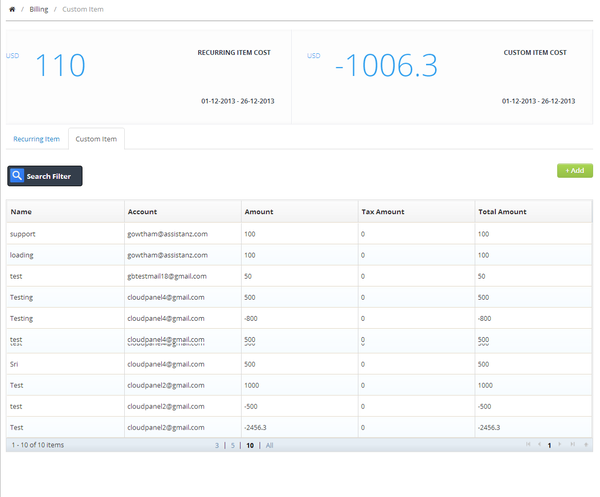 / Billing / Custom Item
USD 110 RECURRING ITEM COST
01-12-2013 - 26-12-2013
USD -1006.3 CUSTOM ITEM COST
01-12-2013 - 26-12-2013
Recurring Item Custom Item
Search Filter
+ Add
Name Account Amount Tax Amount Total Amount
support gowtham@assistanz.com 100 0 100
loading gowtham@assistanz.com 100 0 100
test gbtestmail18@gmail.com 50 0 50
Testing cloudpanel4@gmail.com 500 0 500
Testing cloudpanel4@gmail.com -800 0 -800
test cloudpanel4@gmail.com 500 0 500
Sri cloudpanel4@gmail.com 500 0 500
Test cloudpanel2@gmail.com 1000 0 1000
test cloudpanel2@gmail.com -500 0 -500
Test cloudpanel2@gmail.com -2456.3 0 -2456.3
1 - 10 of 10 items 3 | 5 | 10 | All 1